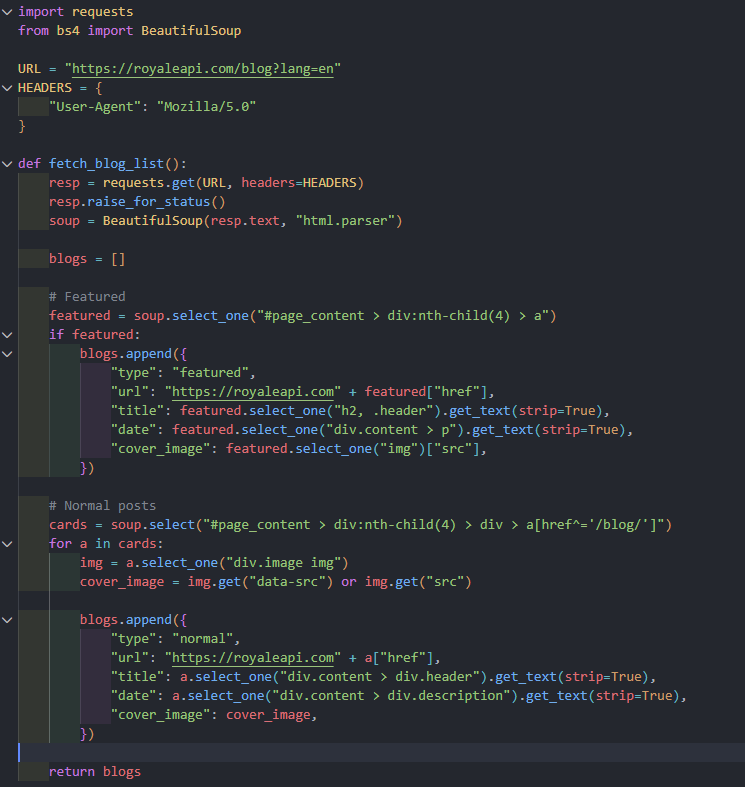 import requests
from bs4 import BeautifulSoup

URL = "https://royaleapi.com/blog?lang=en"
HEADERS = {
    "User-Agent": "Mozilla/5.0"
}

def fetch_blog_list():
    resp = requests.get(URL, headers=HEADERS)
    resp.raise_for_status()
    soup = BeautifulSoup(resp.text, "html.parser")

    blogs = []

    # Featured
    featured = soup.select_one("#page_content > div:nth-child(4) > a")
    if featured:
        blogs.append({
            "type": "featured",
            "url": "https://royaleapi.com" + featured["href"],
            "title": featured.select_one("h2, .header").get_text(strip=True),
            "date": featured.select_one("div.content > p").get_text(strip=True),
            "cover_image": featured.select_one("img")["src"],
        })

    # Normal posts
    cards = soup.select("#page_content > div:nth-child(4) > div > a[href^='/blog/']")
    for a in cards:
        img = a.select_one("div.image img")
        cover_image = img.get("data-src") or img.get("src")

        blogs.append({
            "type": "normal",
            "url": "https://royaleapi.com" + a["href"],
            "title": a.select_one("div.content > div.header").get_text(strip=True),
            "date": a.select_one("div.content > div.description").get_text(strip=True),
            "cover_image": cover_image,
        })

    return blogs